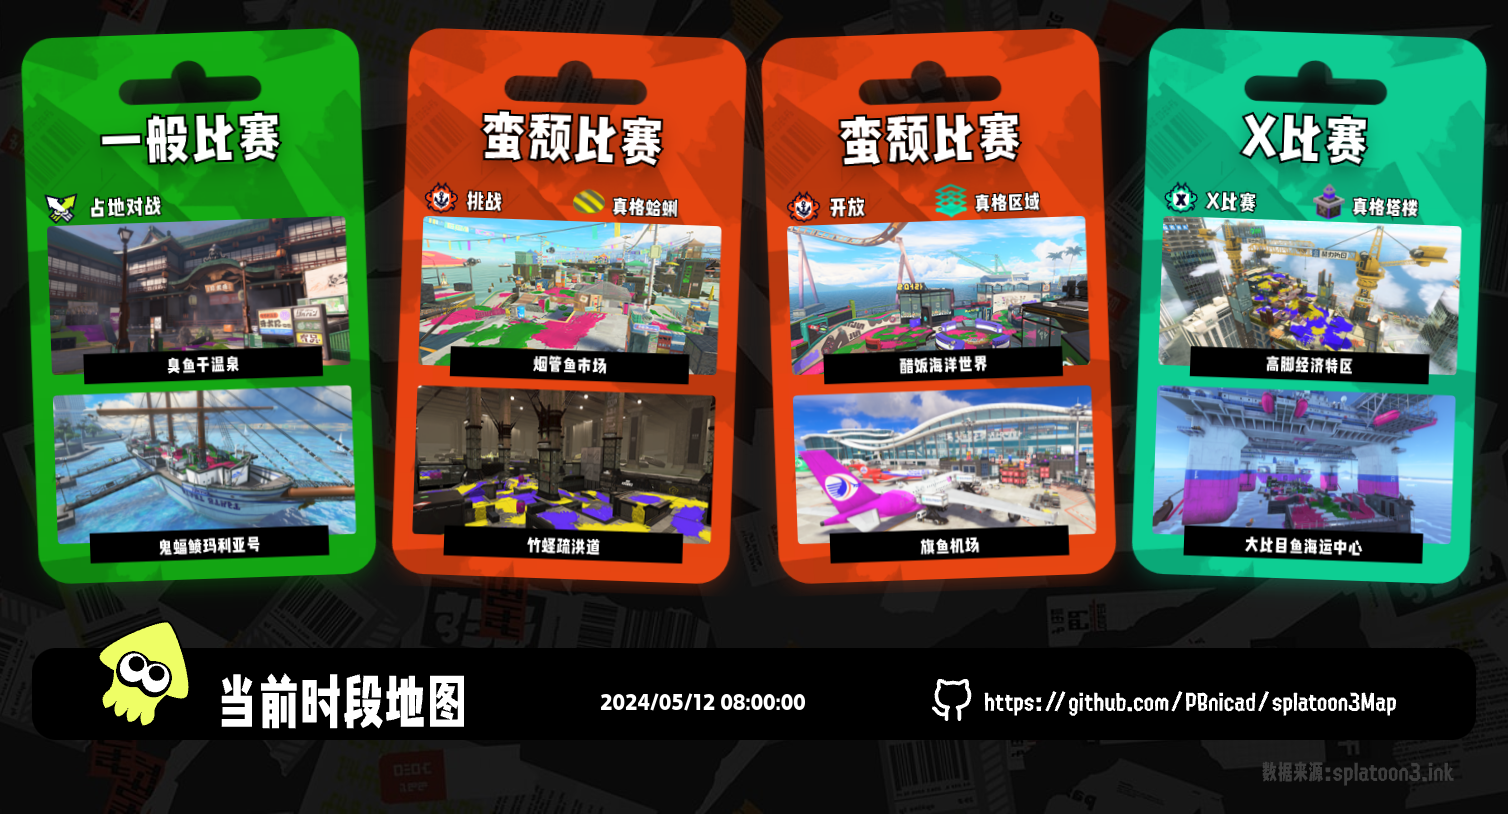 一般比赛
占地对战
臭鱼干温泉
鬼蝠鲼玛利亚号
蛮颓比赛
挑战
真格蛤蜊
烟管鱼市场
竹蛏疏洪道
蛮颓比赛
开放
真格区域
醋饭海洋世界
旗鱼机场
X比赛
X比赛
真格塔楼
高脚经济特区
大比目鱼海运中心
当前时段地图
2024/05/12 08:00:00
https://github.com/PBnicad/splatoon3Map
数据来源:splatoon3.ink